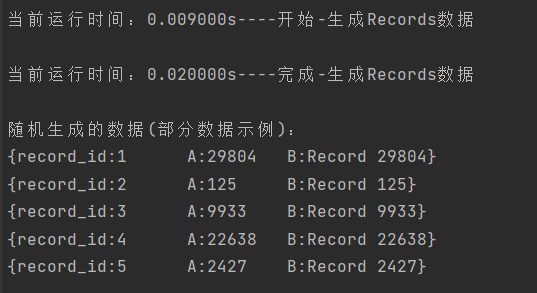 当前运行时间：0.009000s----开始-生成Records数据
当前运行时间：0.020000s----完成-生成Records数据
随机生成的数据(部分数据示例)：
{record_id:1      A:29804   B:Record 29804}
{record_id:2      A:125     B:Record 125}
{record_id:3      A:9933    B:Record 9933}
{record_id:4      A:22638   B:Record 22638}
{record_id:5      A:2427    B:Record 2427}